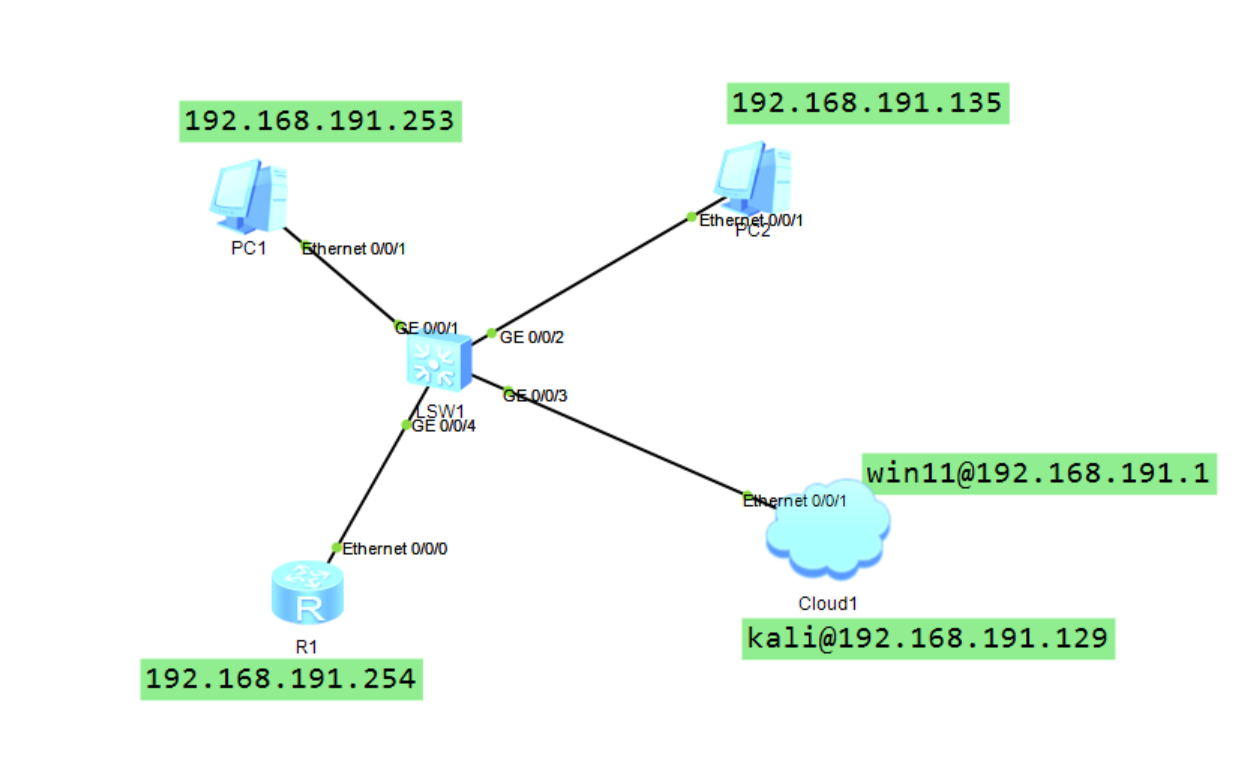 192.168.191.253
192.168.191.135
PC1
Ethernet 0/0/1
Ethernet 0/0/1
PC2
GE 0/0/1
GE 0/0/2
LSW1
GE 0/0/3
GE 0/0/4
win11@192.168.191.1
Ethernet 0/0/1
Ethernet 0/0/0
Cloud1
kali@192.168.191.129
R
R1
192.168.191.254